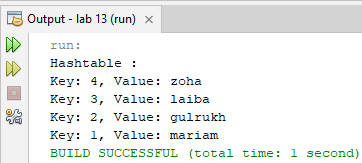 Output - lab 13 (run)
run:
Hashtable :
Key: 4, Value: zoha
Key: 3, Value: laiba
Key: 2, Value: gulrukh
Key: 1, Value: mariam
BUILD SUCCESSFUL (total time: 1 second)